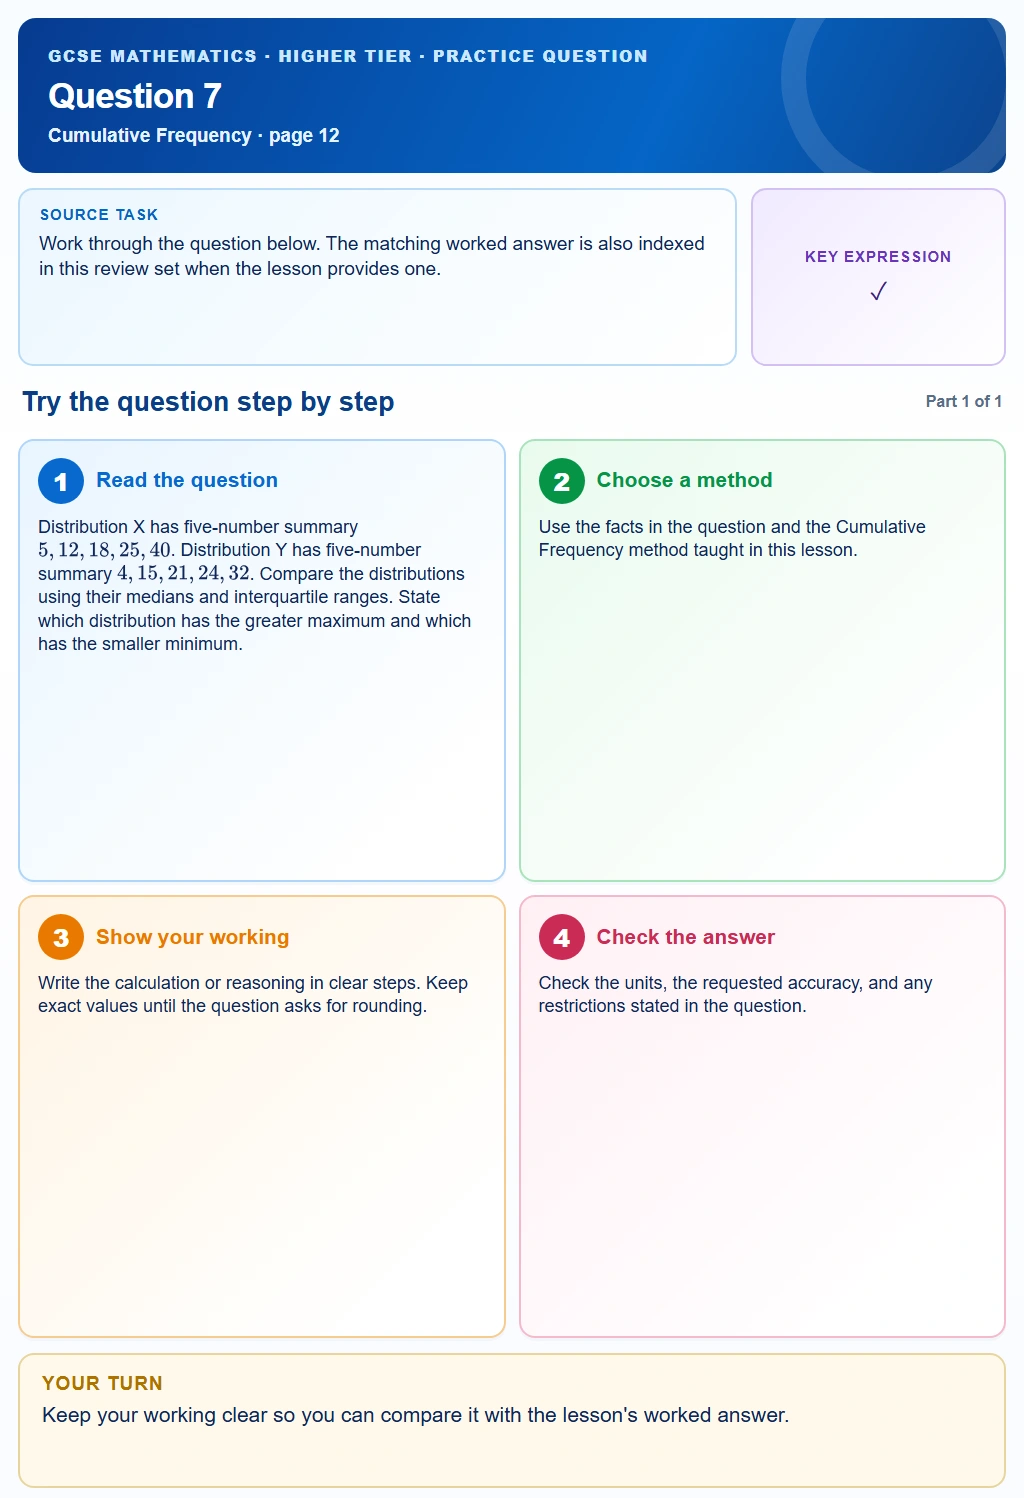 GCSE MATHEMATICS · HIGHER TIER · PRACTICE QUESTION
Question 7
Cumulative Frequency · page 12
SOURCE TASK
Work through the question below. The matching worked answer is also indexed
in this review set when the lesson provides one.
KEY EXPRESSION
✓
Try the question step by step
Part 1 of 1
1 Read the question
Distribution X has five-number summary
5, 12, 18, 25, 40. Distribution Y has five-number
summary 4, 15, 21, 24, 32. Compare the distributions
using their medians and interquartile ranges. State
which distribution has the greater maximum and which
has the smaller minimum.
2 Choose a method
Use the facts in the question and the Cumulative
Frequency method taught in this lesson.
3 Show your working
Write the calculation or reasoning in clear steps. Keep
exact values until the question asks for rounding.
4 Check the answer
Check the units, the requested accuracy, and any
restrictions stated in the question.
YOUR TURN
Keep your working clear so you can compare it with the lesson's worked answer.